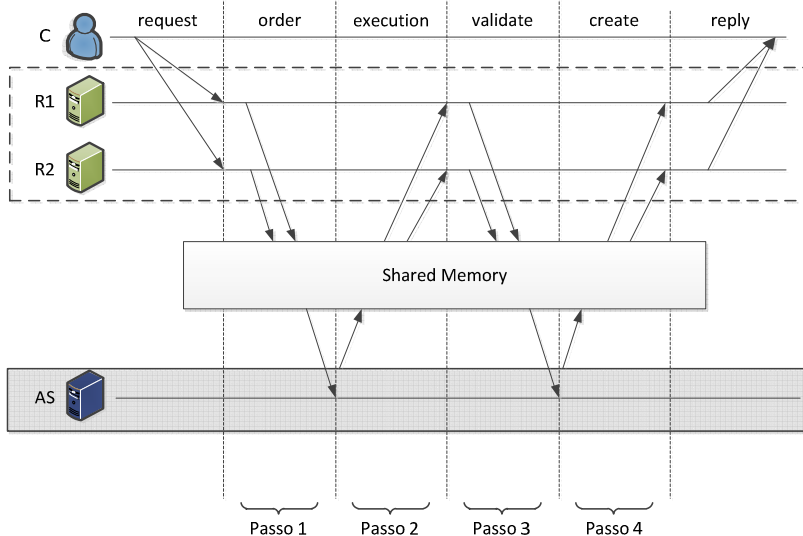 request order execution validate create reply
C
R1
R2
Shared Memory
AS
Passo 1 Passo 2 Passo 3 Passo 4